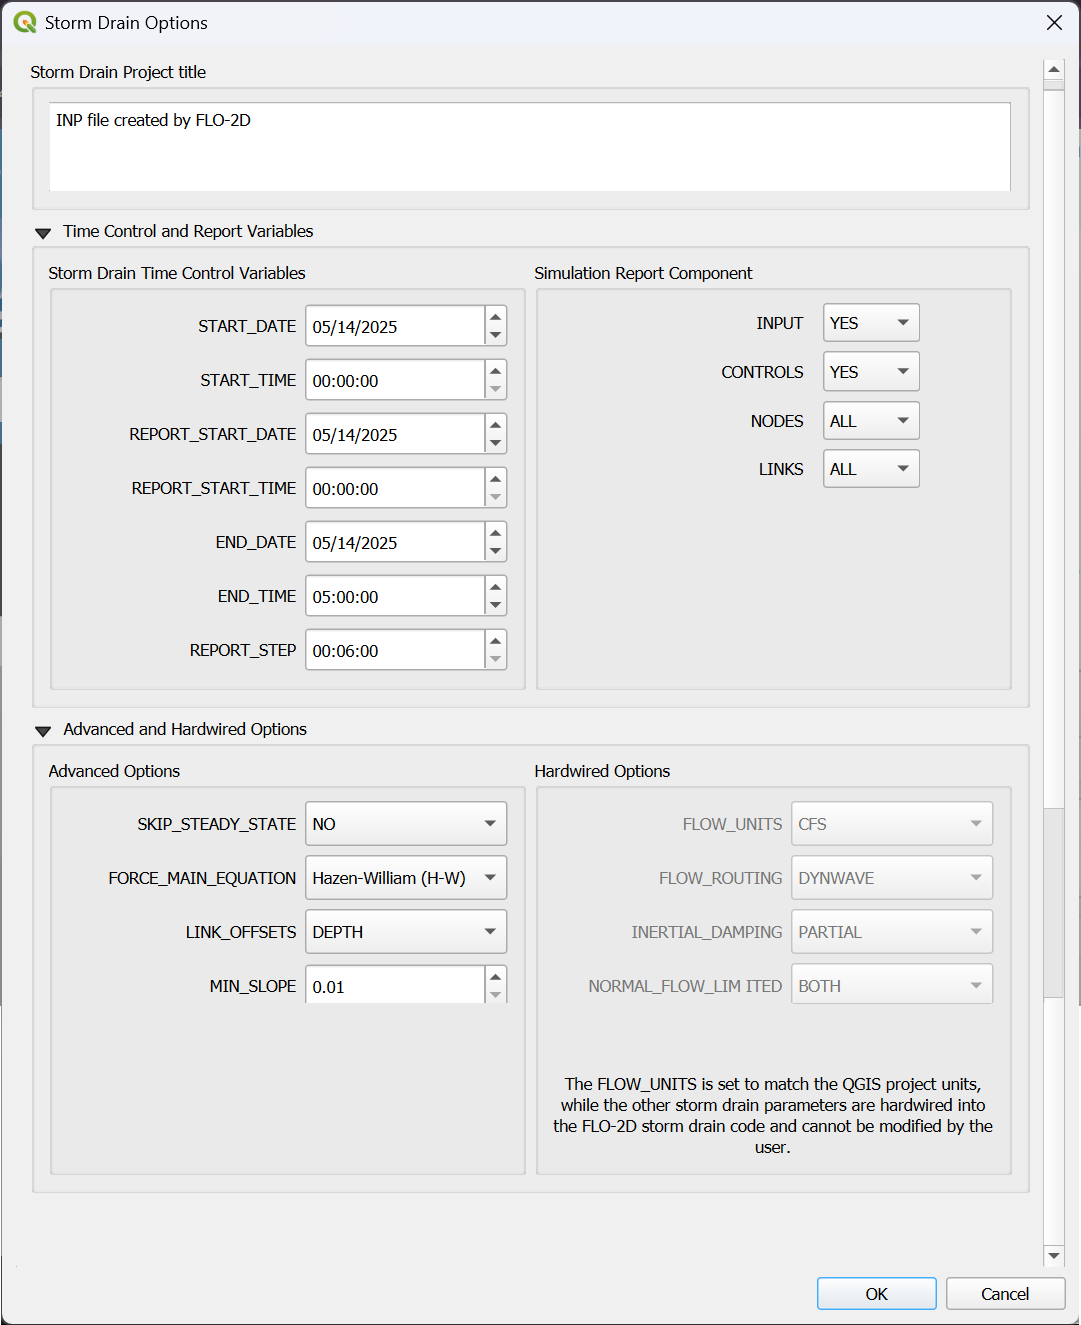 Storm Drain Options
Storm Drain Project title
INP file created by FLO-2D
Time Control and Report Variables
Storm Drain Time Control Variables
START_DATE 05/14/2025
START_TIME 00:00:00
REPORT_START_DATE 05/14/2025
REPORT_START_TIME 00:00:00
END_DATE 05/14/2025
END_TIME 05:00:00
REPORT_STEP 00:06:00
Simulation Report Component
INPUT YES
CONTROLS YES
NODES ALL
LINKS ALL
Advanced and Hardwired Options
Advanced Options
SKIP_STEADY_STATE NO
FORCE_MAIN_EQUATION Hazen-William (H-W)
LINK_OFFSETS DEPTH
MIN_SLOPE 0.01
Hardwired Options
FLOW_UNITS CFS
FLOW_ROUTING DYNWAVE
INERTIAL_DAMPING PARTIAL
NORMAL_FLOW_LIM ITED BOTH
The FLOW_UNITS is set to match the QGIS project units,
while the other storm drain parameters are hardwired into
the FLO-2D storm drain code and cannot be modified by the
user.
OK Cancel